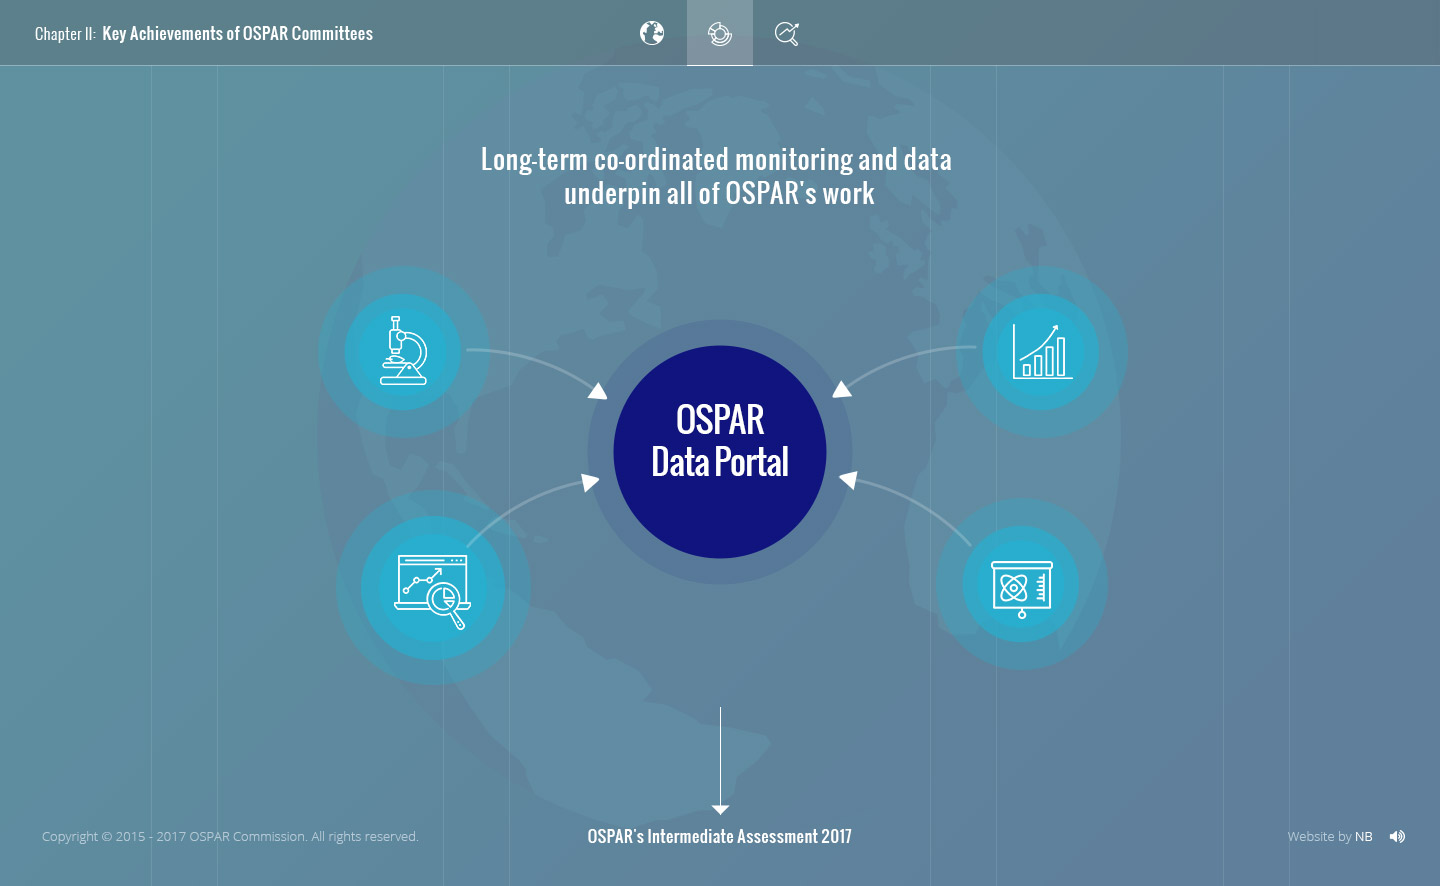 Chapter II: Key Achievements of OSPAR Committees
Long-term co-ordinated monitoring and data
underpin all of OSPAR's work
OSPAR
Data Portal
OSPAR's Intermediate Assessment 2017
Copyright © 2015 - 2017 OSPAR Commission. All rights reserved.
Website by NB